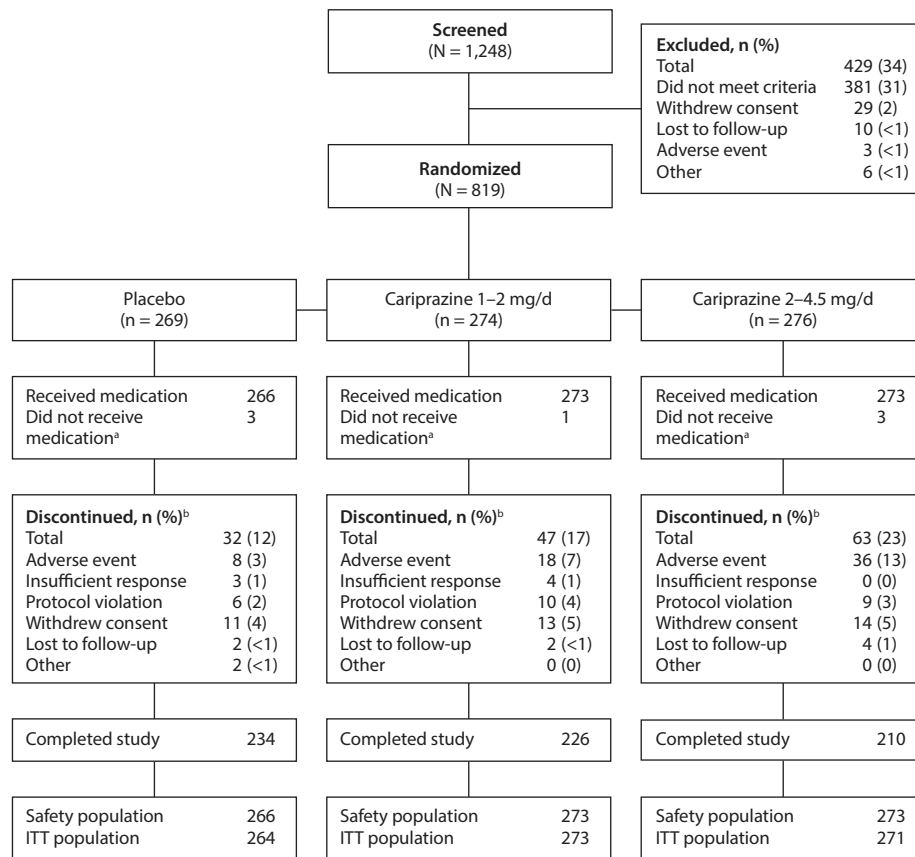 Screened
(N = 1,248)
Excluded, n (%)
Total 429 (34)
Did not meet criteria 381 (31)
Withdrew consent 29 (2)
Lost to follow-up 10 (<1)
Adverse event 3 (<1)
Other 6 (<1)
Randomized
(N = 819)
Placebo
(n = 269)
Cariprazine 1–2 mg/d
(n = 274)
Cariprazine 2–4.5 mg/d
(n = 276)
Received medication 266
Did not receive 3
medicationᵃ
Received medication 273
Did not receive 1
medicationᵃ
Received medication 273
Did not receive 3
medicationᵃ
Discontinued, n (%)ᵇ
Total 32 (12)
Adverse event 8 (3)
Insufficient response 3 (1)
Protocol violation 6 (2)
Withdrew consent 11 (4)
Lost to follow-up 2 (<1)
Other 2 (<1)
Discontinued, n (%)ᵇ
Total 47 (17)
Adverse event 18 (7)
Insufficient response 4 (1)
Protocol violation 10 (4)
Withdrew consent 13 (5)
Lost to follow-up 2 (<1)
Other 0 (0)
Discontinued, n (%)ᵇ
Total 63 (23)
Adverse event 36 (13)
Insufficient response 0 (0)
Protocol violation 9 (3)
Withdrew consent 14 (5)
Lost to follow-up 4 (1)
Other 0 (0)
Completed study 234
Completed study 226
Completed study 210
Safety population 266
ITT population 264
Safety population 273
ITT population 273
Safety population 273
ITT population 271